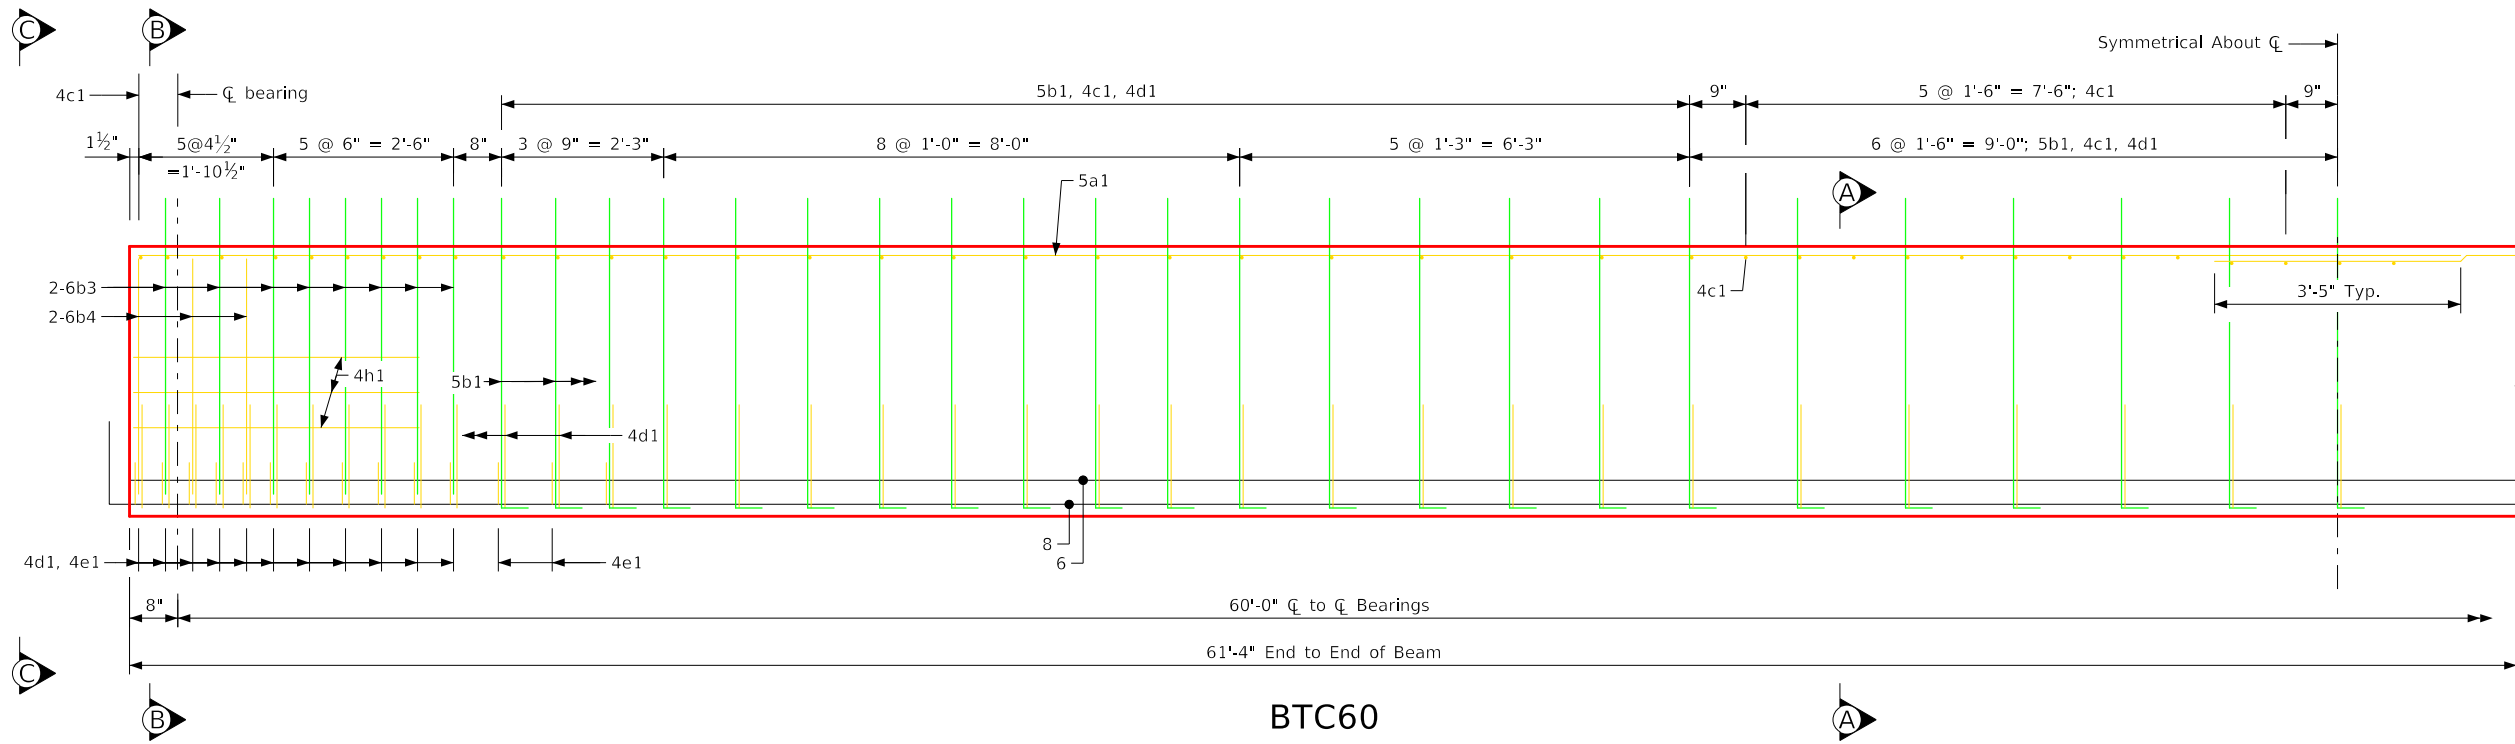 C
B
Symmetrical About ℄
4c1
℄ bearing
5b1, 4c1, 4d1
9"
5 @ 1'-6" = 7'-6"; 4c1
9"
1½"
5@4½"
=1'-10½"
5 @ 6" = 2'-6"
8"
3 @ 9" = 2'-3"
8 @ 1'-0" = 8'-0"
5 @ 1'-3" = 6'-3"
6 @ 1'-6" = 9'-0"; 5b1, 4c1, 4d1
5a1
A
2-6b3
4c1
3'-5" Typ.
2-6b4
4h1
5b1
4d1
8
6
4d1, 4e1
4e1
8"
60'-0" ℄ to ℄ Bearings
61'-4" End to End of Beam
C
B
BTC60
A